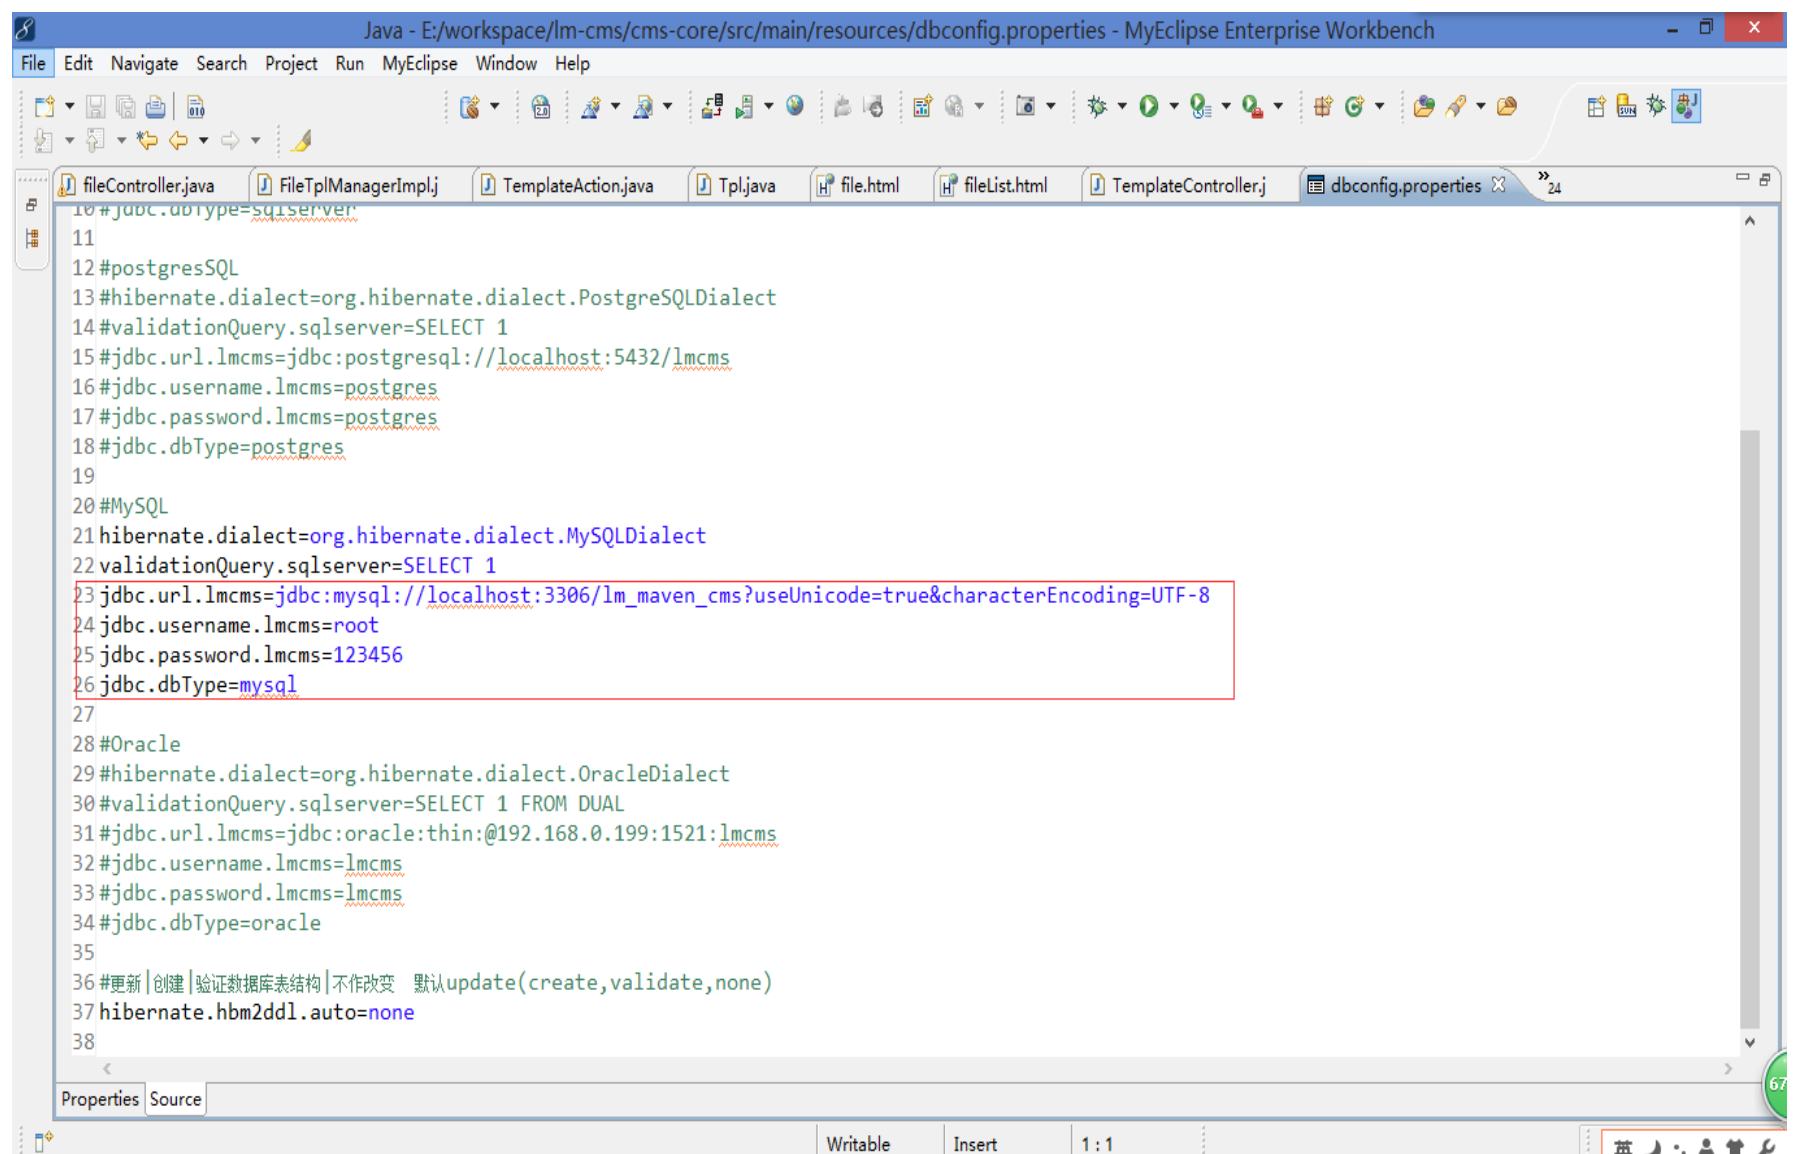 Java - E:/workspace/lm-cms/cms-core/src/main/resources/dbconfig.properties - MyEclipse Enterprise Workbench
File Edit Navigate Search Project Run MyEclipse Window Help
fileController.java FileTplManagerImpl.j TemplateAction.java Tpl.java file.html fileList.html TemplateController.j dbconfig.properties »24
10 #jdbc.dbType=sqlserver
11
12 #postgresSQL
13 #hibernate.dialect=org.hibernate.dialect.PostgreSQLDialect
14 #validationQuery.sqlserver=SELECT 1
15 #jdbc.url.lmcms=jdbc:postgresql://localhost:5432/lmcms
16 #jdbc.username.lmcms=postgres
17 #jdbc.password.lmcms=postgres
18 #jdbc.dbType=postgres
19
20 #MySQL
21 hibernate.dialect=org.hibernate.dialect.MySQLDialect
22 validationQuery.sqlserver=SELECT 1
23 jdbc.url.lmcms=jdbc:mysql://localhost:3306/lm_maven_cms?useUnicode=true&characterEncoding=UTF-8
24 jdbc.username.lmcms=root
25 jdbc.password.lmcms=123456
26 jdbc.dbType=mysql
27
28 #Oracle
29 #hibernate.dialect=org.hibernate.dialect.OracleDialect
30 #validationQuery.sqlserver=SELECT 1 FROM DUAL
31 #jdbc.url.lmcms=jdbc:oracle:thin:@192.168.0.199:1521:lmcms
32 #jdbc.username.lmcms=lmcms
33 #jdbc.password.lmcms=lmcms
34 #jdbc.dbType=oracle
35
36 #更新|创建|验证数据库表结构|不作改变 默认update(create,validate,none)
37 hibernate.hbm2ddl.auto=none
38
67
Properties Source
Writable Insert 1 : 1
英